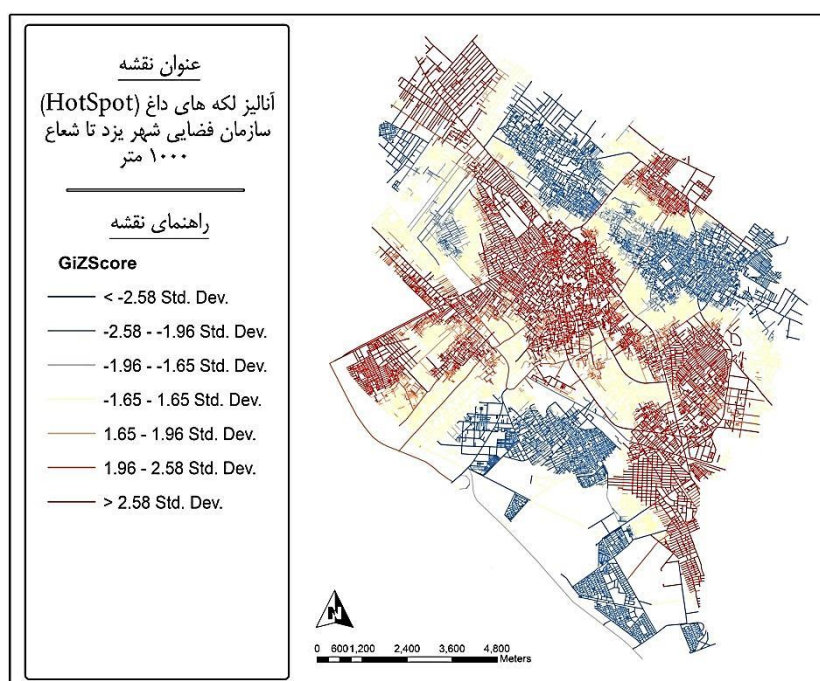 عنوان نقشه
آنالیز لکه های داغ (HotSpot)
سازمان فضایی شهر یزد تا شعاع
۱۰۰۰ متر
راهنمای نقشه
GiZScore
< -2.58 Std. Dev.
-2.58 - -1.96 Std. Dev.
-1.96 - -1.65 Std. Dev.
-1.65 - 1.65 Std. Dev.
1.65 - 1.96 Std. Dev.
1.96 - 2.58 Std. Dev.
> 2.58 Std. Dev.
N
0 600 1,200 2,400 3,600 4,800
Meters